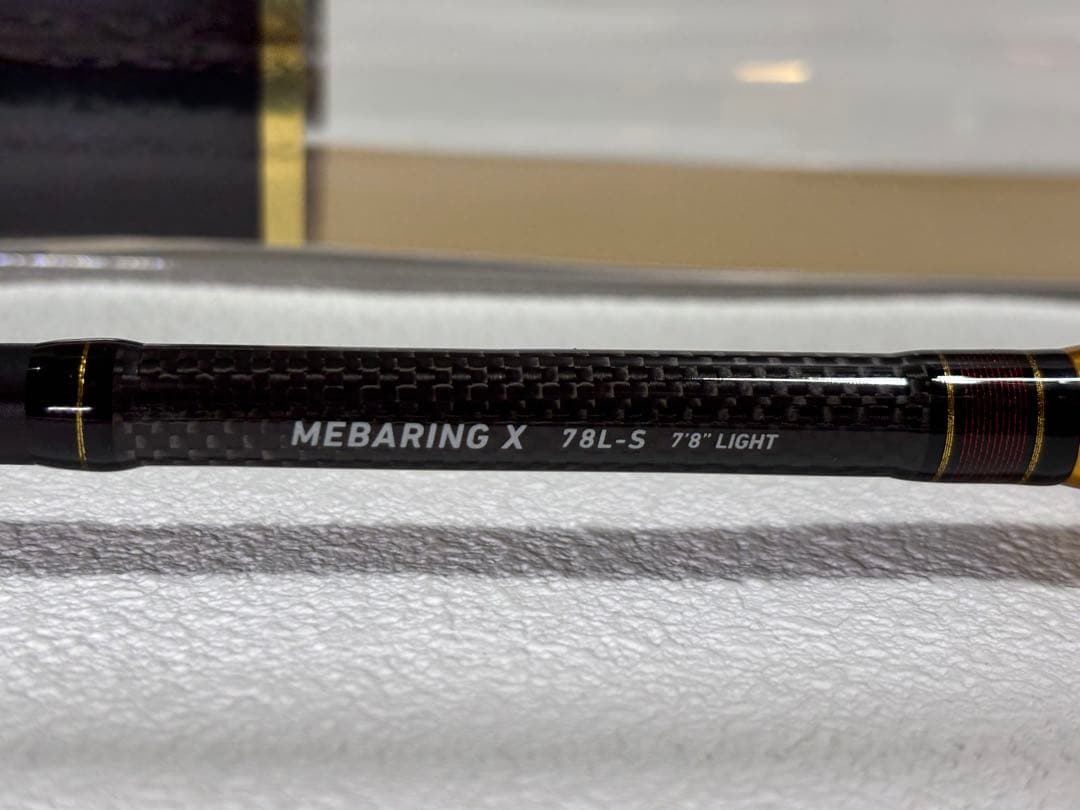 MEBARING X 78L-S 7'8" LIGHT